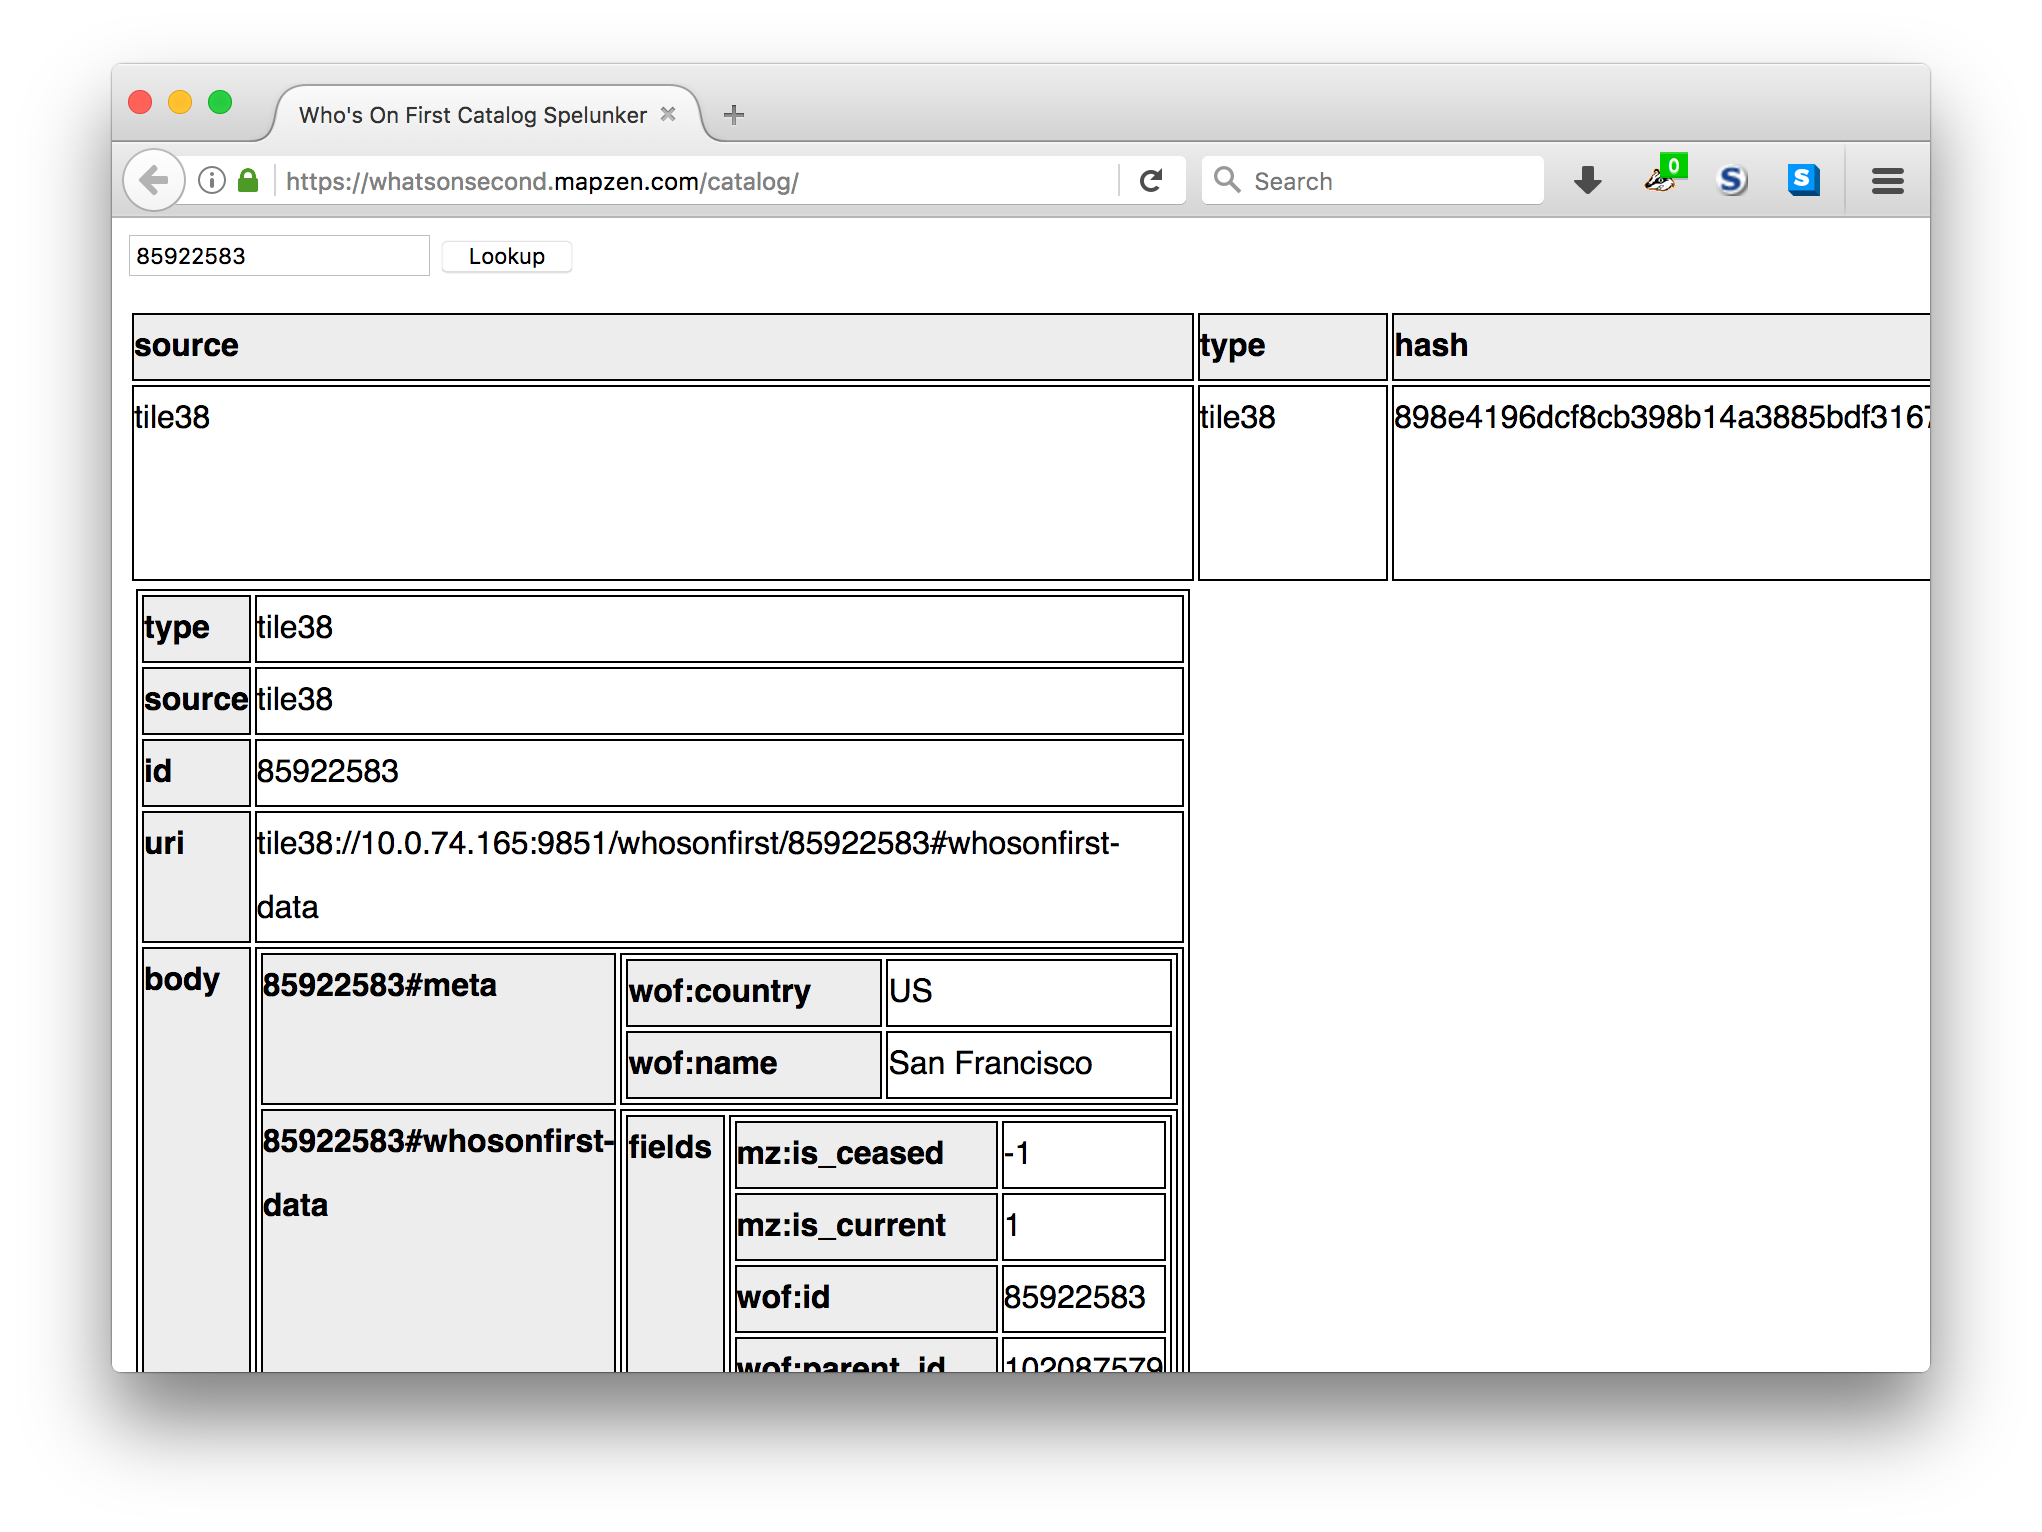 Who's On First Catalog Spelunker
https://whatsonsecond.mapzen.com/catalog/
Search
0
S
S
85922583
Lookup
source type hash
tile38 tile38 898e4196dcf8cb398b14a3885bdf3167
type tile38
source tile38
id 85922583
uri tile38://10.0.74.165:9851/whosonfirst/85922583#whosonfirst-
data
body 85922583#meta wof:country US
wof:name San Francisco
85922583#whosonfirst- fields mz:is_ceased -1
data
mz:is_current 1
wof:id 85922583
wof:parent_id 102087579